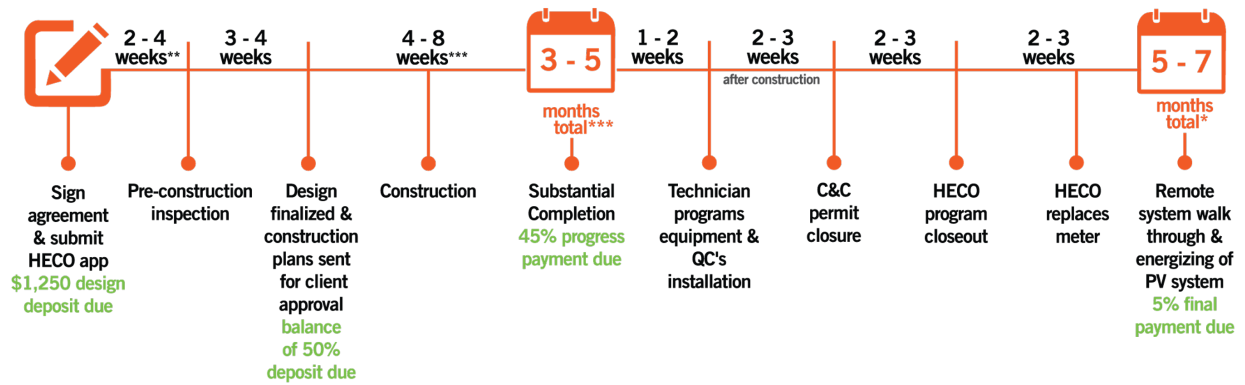 2 - 4
weeks**
3 - 4
weeks
4 - 8
weeks***
3 - 5
months
total***
1 - 2
weeks
2 - 3
weeks
after construction
2 - 3
weeks
2 - 3
weeks
5 - 7
months
total*
Sign
agreement
& submit
HECO app
$1,250 design
deposit due
Pre-construction
inspection
Design
finalized &
construction
plans sent
for client
approval
balance
of 50%
deposit due
Construction
Substantial
Completion
45% progress
payment due
Technician
programs
equipment &
QC's
installation
C&C
permit
closure
HECO
program
closeout
HECO
replaces
meter
Remote
system walk
through &
energizing of
PV system
5% final
payment due